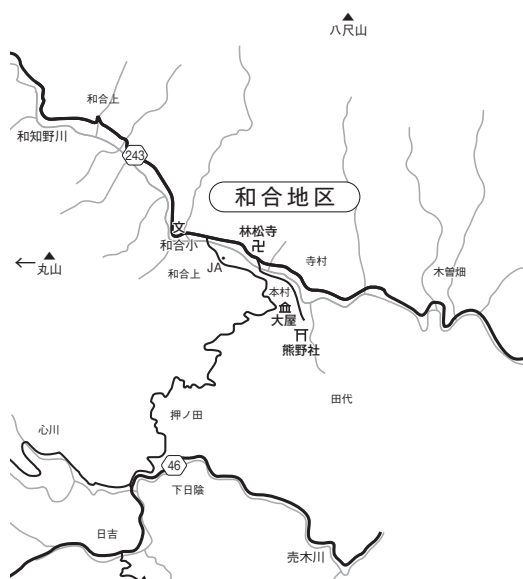 八尺山
和合上
和知野川
243
和合地区
林松寺
和合小
寺村
丸山
和合上
JA
木曽畑
本村
大屋
熊野社
田代
押ノ田
心川
46
下日陰
日吉
売木川